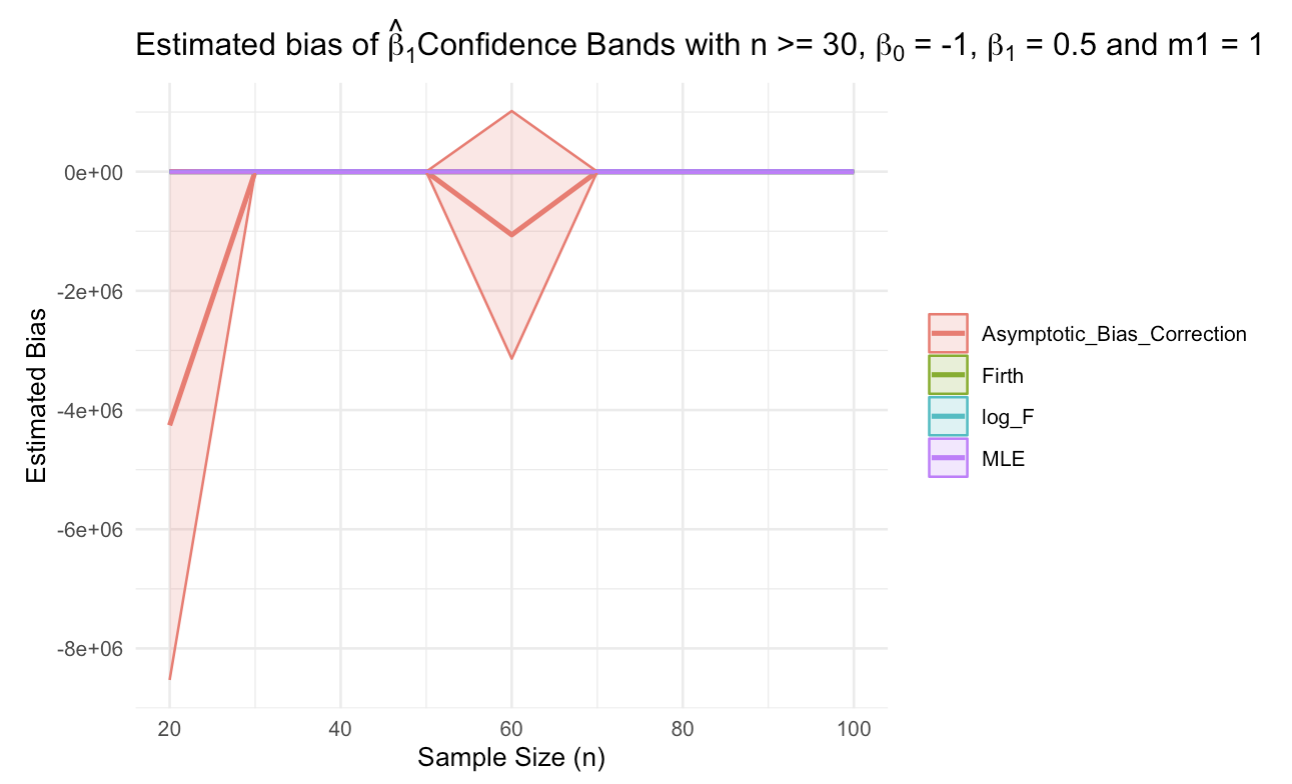 Estimated bias of β̂₁Confidence Bands with n >= 30, β₀ = -1, β₁ = 0.5 and m1 = 1
Estimated Bias
0e+00
-2e+06
-4e+06
-6e+06
-8e+06
20 40 60 80 100
Sample Size (n)
Asymptotic_Bias_Correction
Firth
log_F
MLE